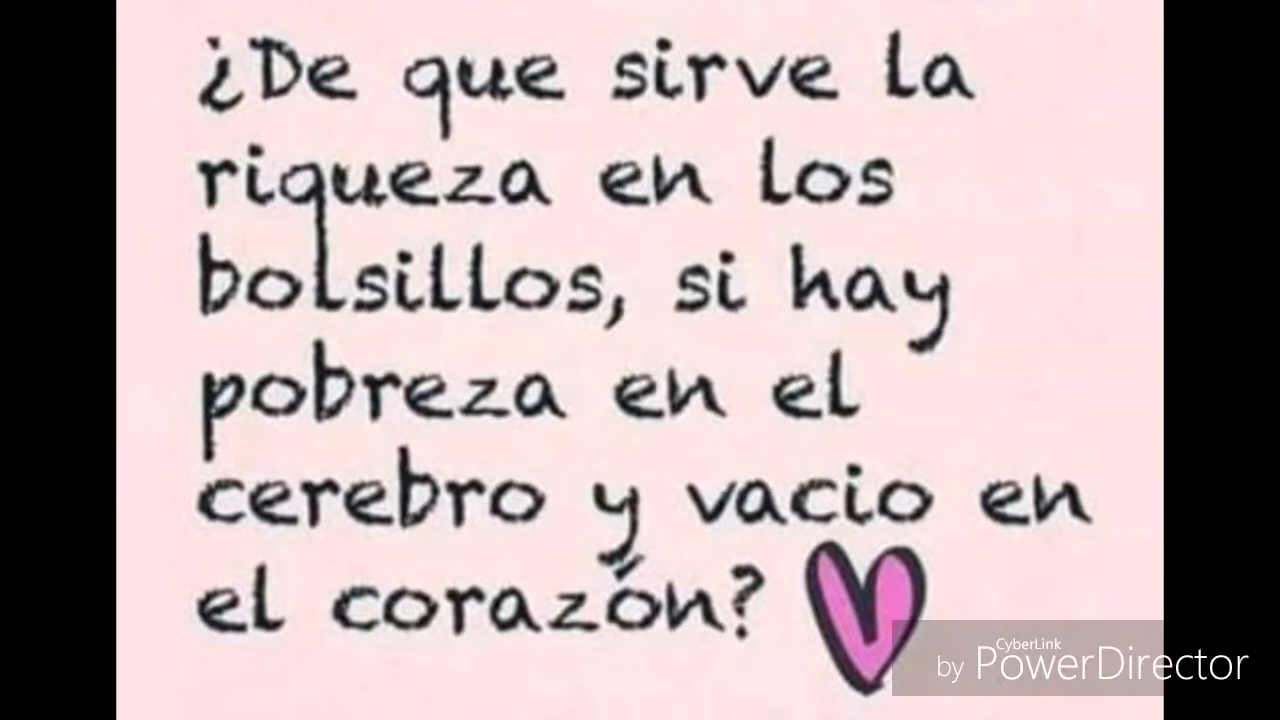 ¿De que sirve la
riqueza en los
bolsillos, si hay
pobreza en el
cerebro y vacio en
el corazón?
CyberLink
by PowerDirector